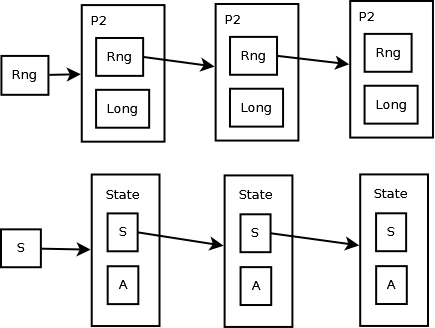 P2 P2 P2
Rng Rng Rng Rng
Long Long Long
State State State
S S S S
A A A